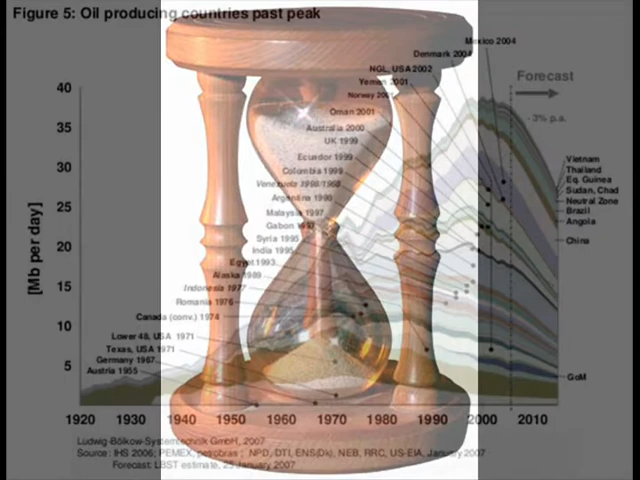 Figure 5: Oil producing countries past peak
Mexico 2004
Denmark 2004
NGL, USA 2002
Yemen 2001
Norway 2001
Oman 2001
Australia 2000
UK 1999
Ecuador 1999
Colombia 1999
Venezuela 1998/1968
Argentina 1998
Malaysia 1997
Gabon 1997
Syria 1995
India 1995
Egypt 1993
Alaska 1989
Indonesia 1977
Romania 1976
Canada (conv.) 1974
Lower 48, USA 1971
Texas, USA 1971
Germany 1967
Austria 1955
Forecast
- 3% p.a.
Vietnam
Thailand
Eq. Guinea
Sudan, Chad
Neutral Zone
Brazil
Angola
China
GoM
[Mb per day]
40
35
30
25
20
15
10
5
1920 1930 1940 1950 1960 1970 1980 1990 2000 2010
Ludwig-Bölkow-Systemtechnik GmbH, 2007
Source: IHS 2006; PEMEX, petrobras ; NPD, DTI, ENS(Dk), NEB, RRC, US-EIA, January 2007
Forecast: LBST estimate, 25 January 2007